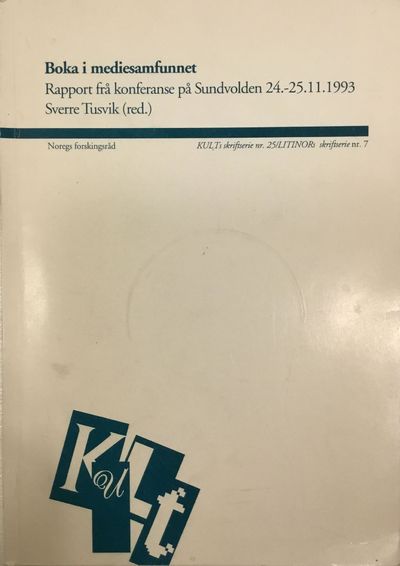 Boka i mediesamfunnet
Rapport frå konferanse på Sundvolden 24.-25.11.1993
Sverre Tusvik (red.)
Noregs forskingsråd
KULTs skriftserie nr. 25/LITINORs skriftserie nr. 7
KULt